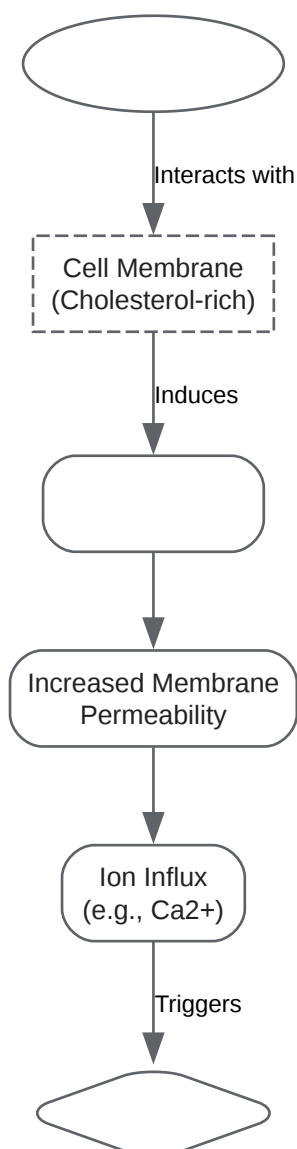 Interacts with
Cell Membrane
(Cholesterol-rich)
Induces
Increased Membrane
Permeability
Ion Influx
(e.g., Ca2+)
Triggers